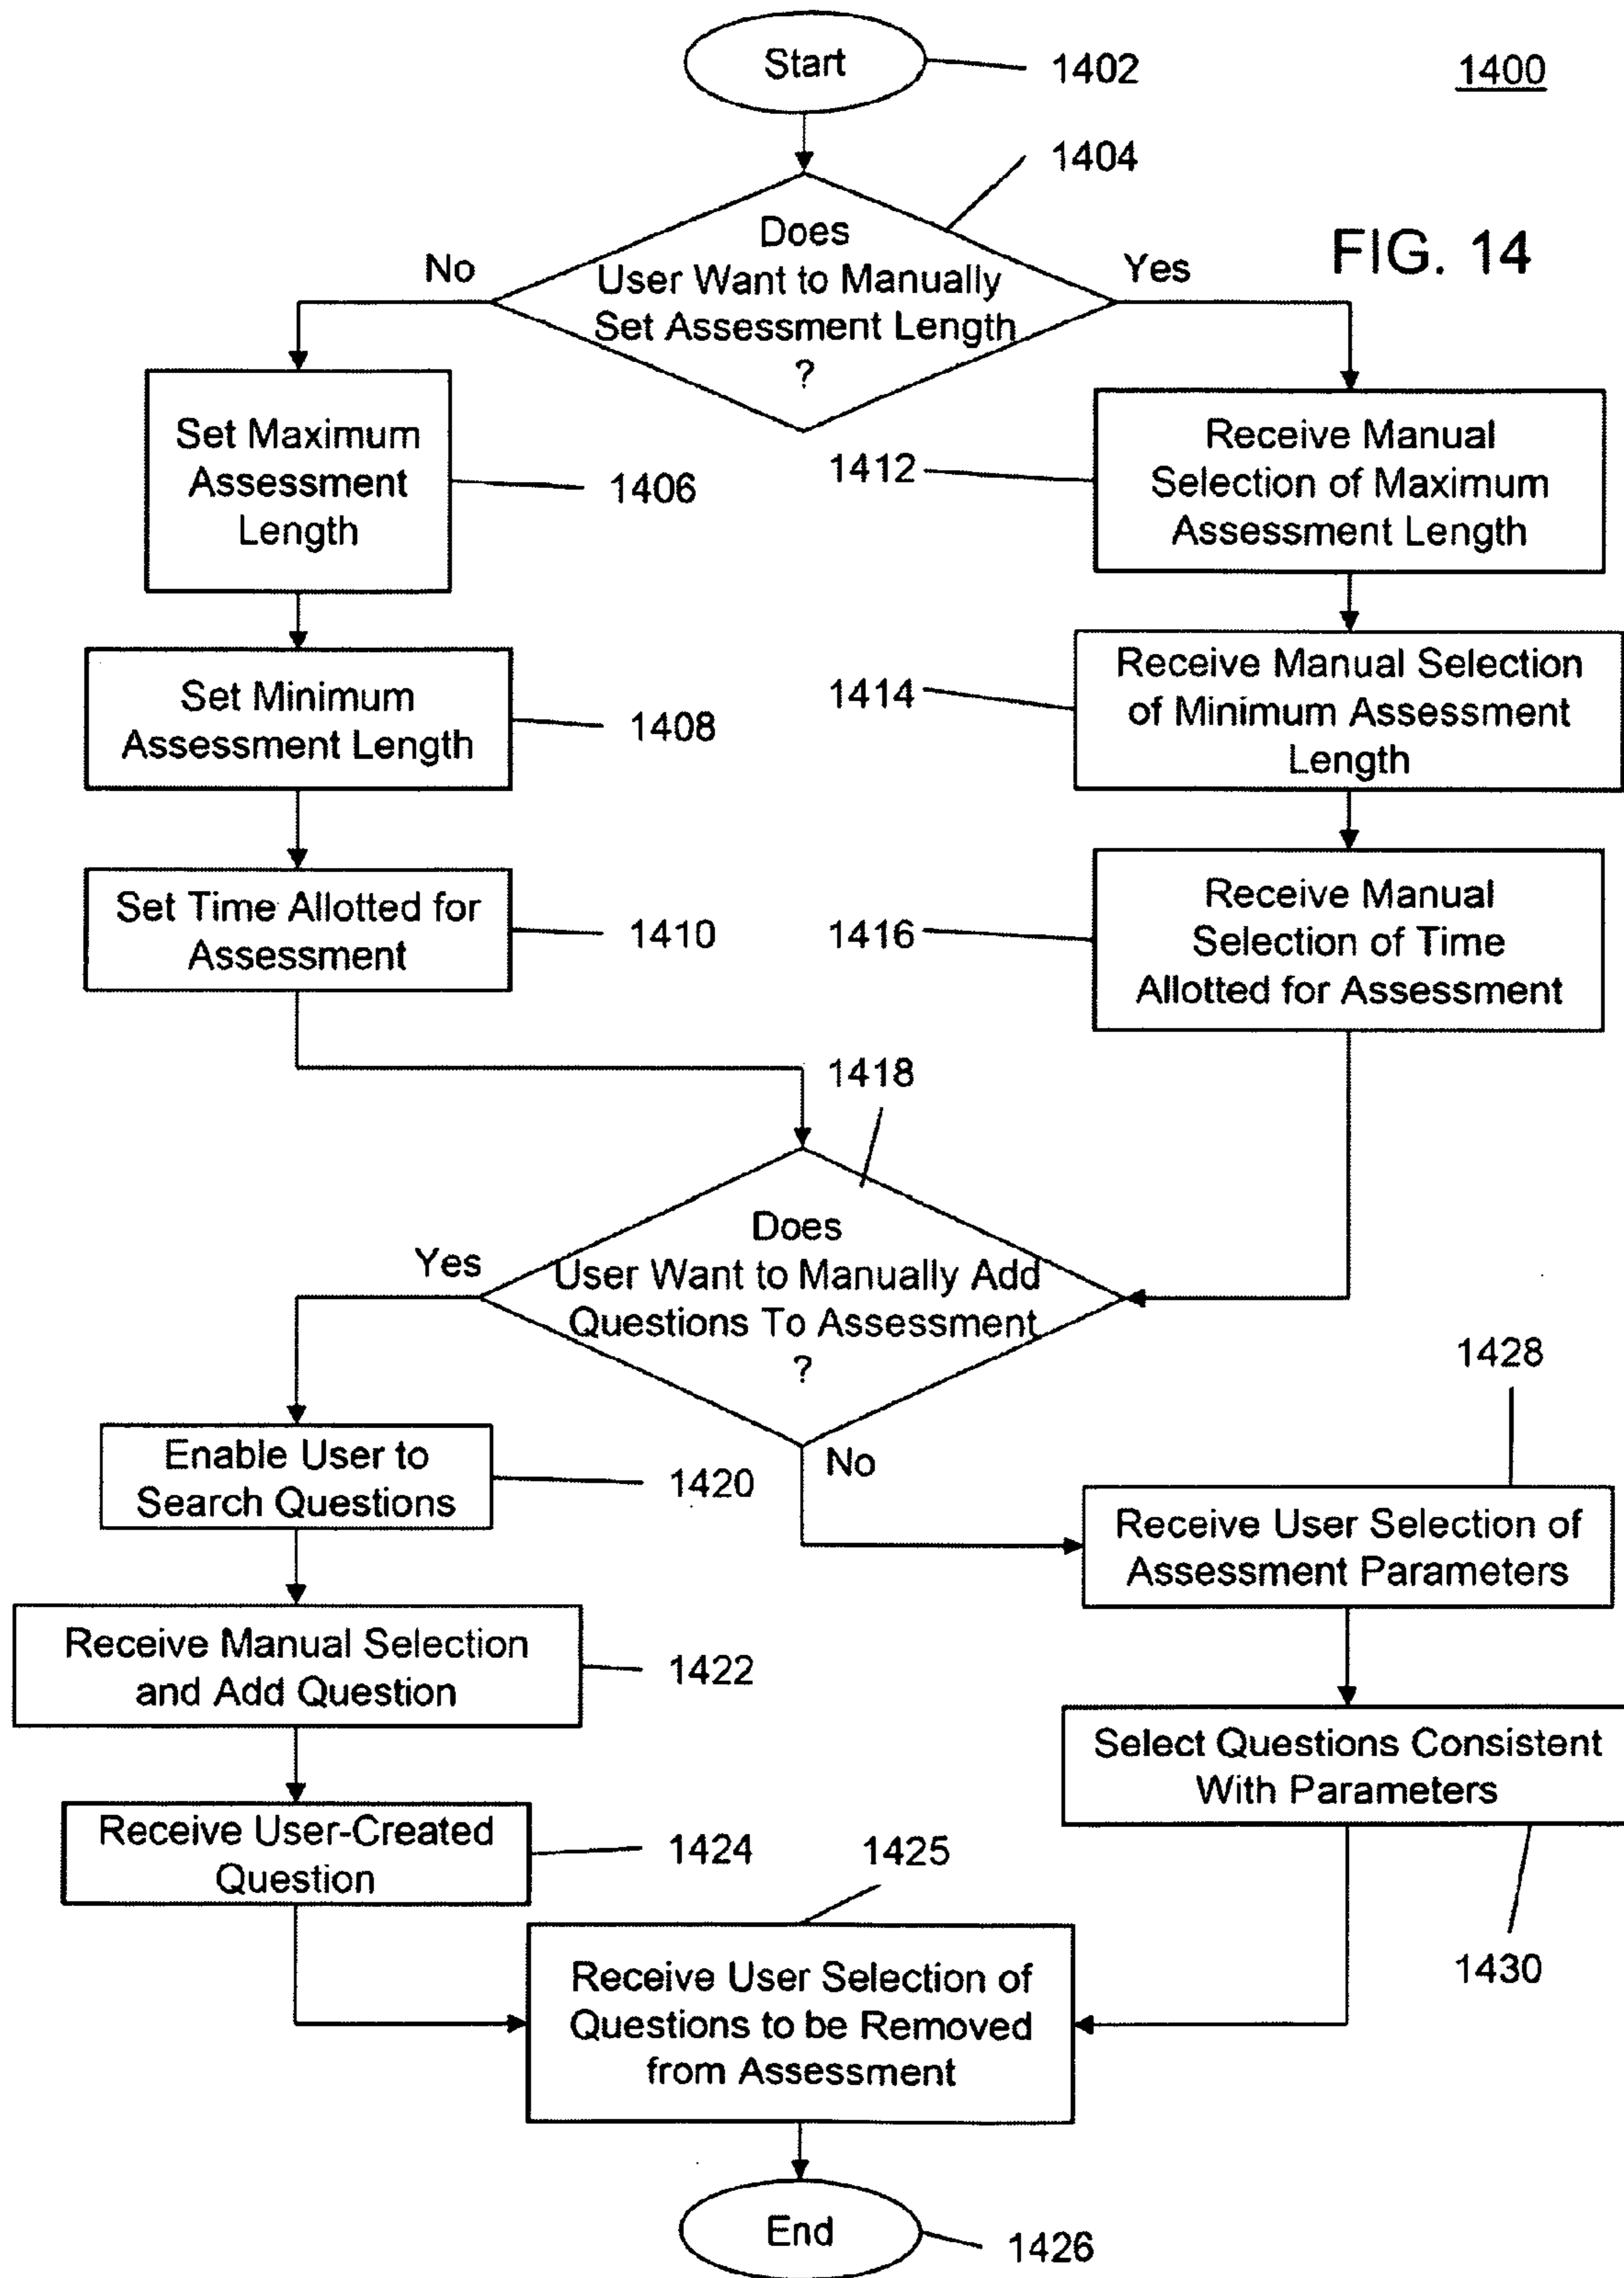 Start
1402
1400
1404
FIG. 14
Does
User Want to Manually
Set Assessment Length
?
No
Yes
Set Maximum
Assessment
Length
1406
1412
Receive Manual
Selection of Maximum
Assessment Length
Set Minimum
Assessment Length
1408
1414
Receive Manual Selection
of Minimum Assessment
Length
Set Time Allotted for
Assessment
1410
1416
Receive Manual
Selection of Time
Allotted for Assessment
1418
Does
User Want to Manually Add
Questions To Assessment
?
Yes
No
1428
Enable User to
Search Questions
1420
Receive User Selection of
Assessment Parameters
Receive Manual Selection
and Add Question
1422
Select Questions Consistent
With Parameters
1430
Receive User-Created
Question
1424
1425
Receive User Selection of
Questions to be Removed
from Assessment
End
1426